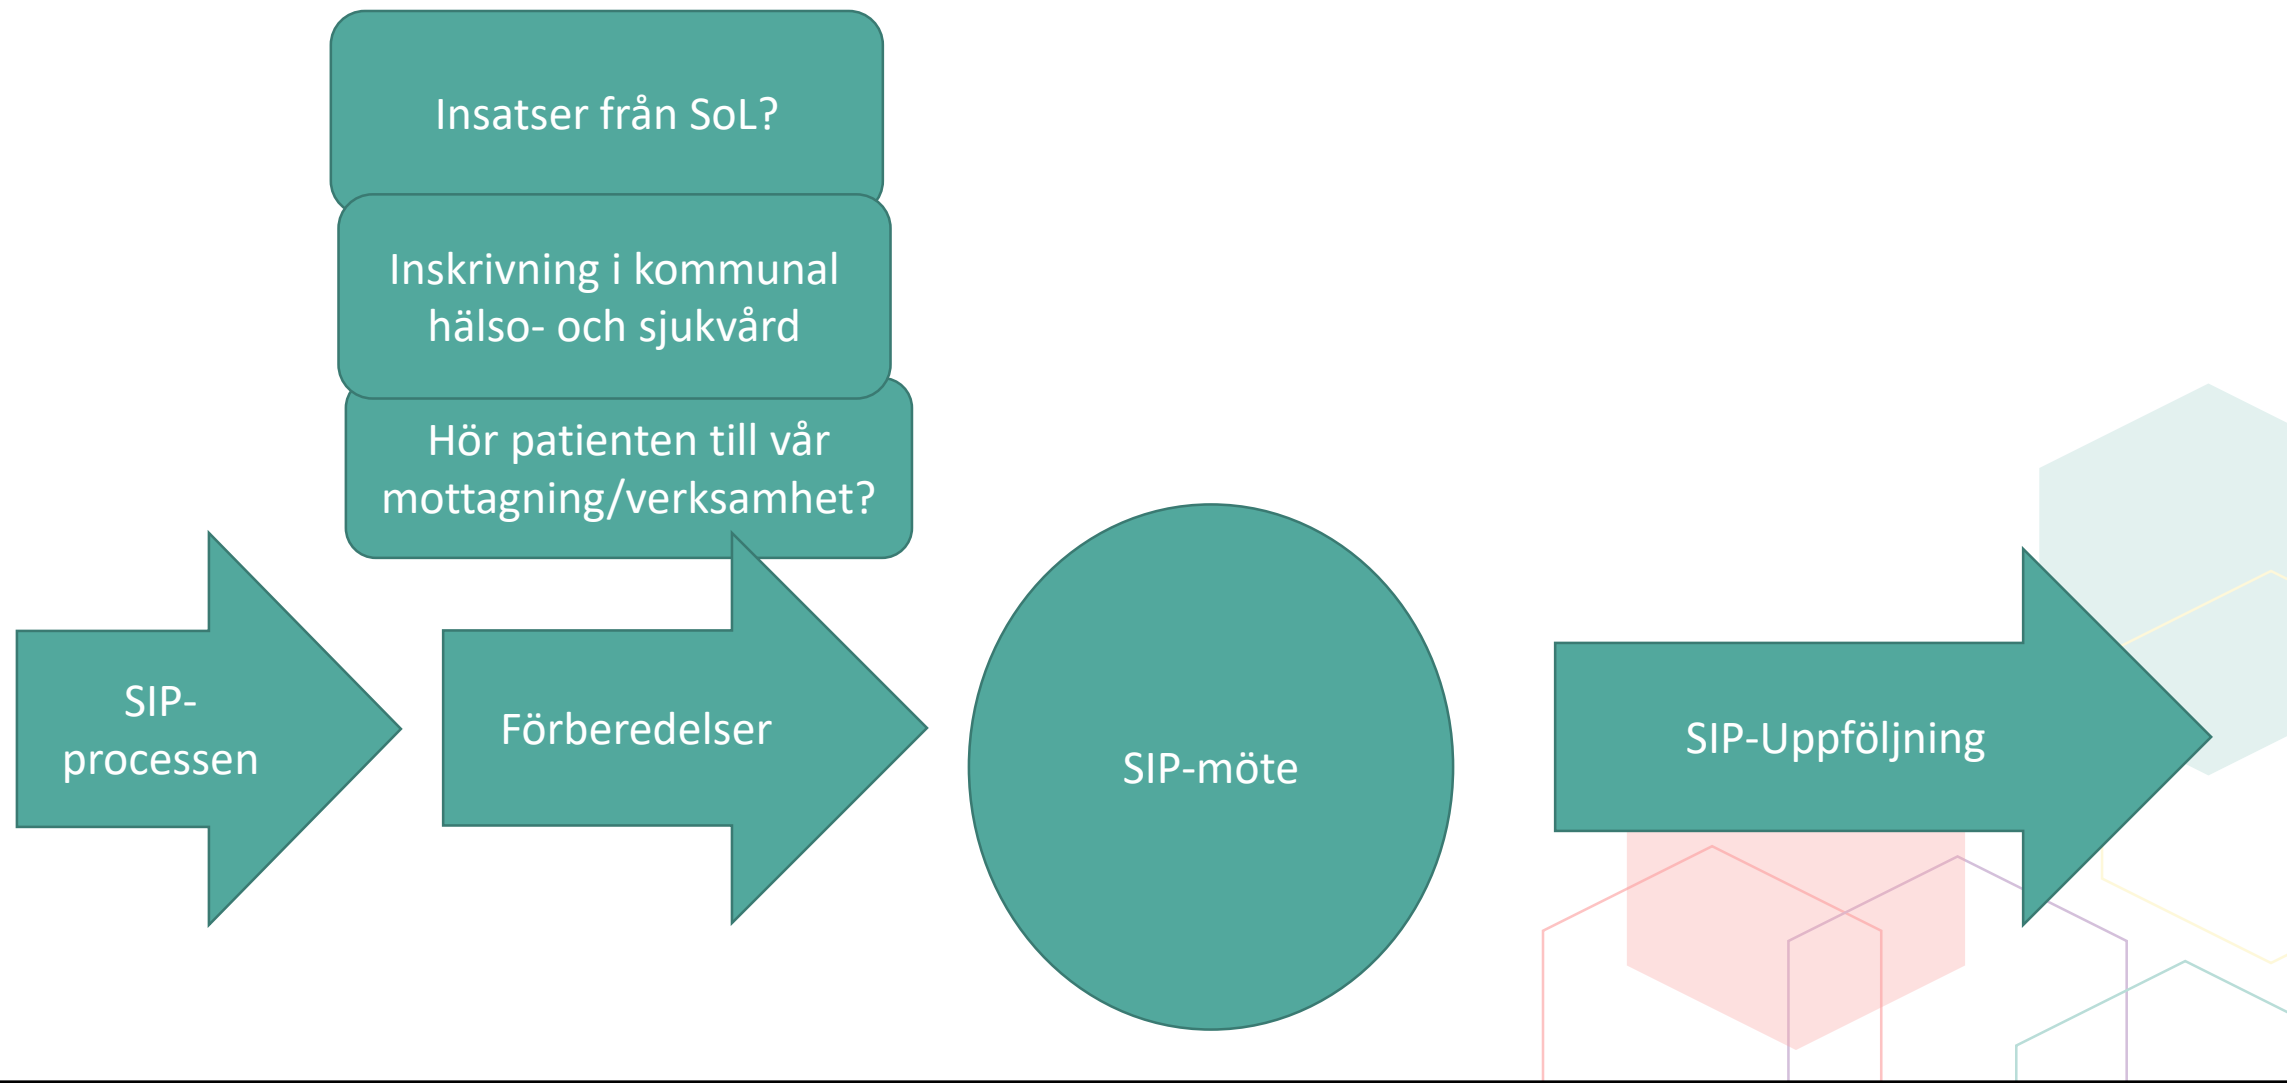 Insatser från SoL?
Inskrivning i kommunal
hälso- och sjukvård
Hör patienten till vår
mottagning/verksamhet?
SIP-
processen
Förberedelser
SIP-möte
SIP-Uppföljning